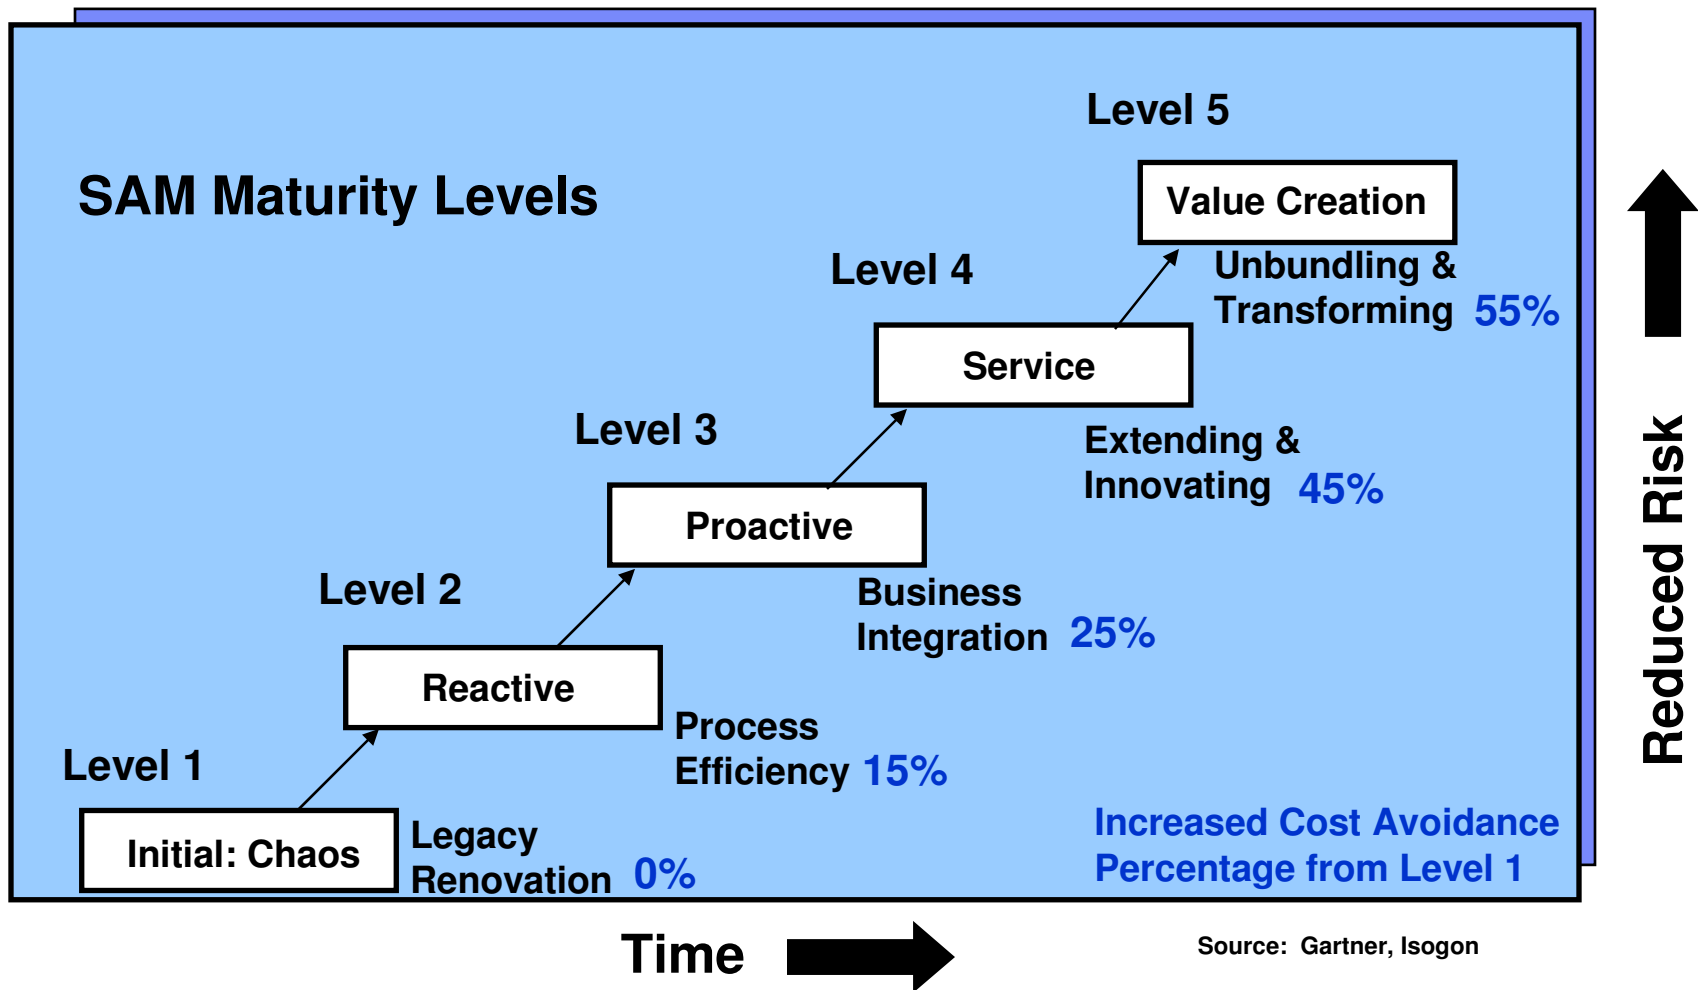 Level 5
SAM Maturity Levels
Value Creation
Level 4
Unbundling &
Transforming 55%
Service
Level 3
Extending &
Innovating 45%
Proactive
Level 2
Business
Integration 25%
Reactive
Process
Efficiency 15%
Level 1
Initial: Chaos
Legacy
Renovation 0%
Increased Cost Avoidance
Percentage from Level 1
Reduced Risk
Time
Source: Gartner, Isogon